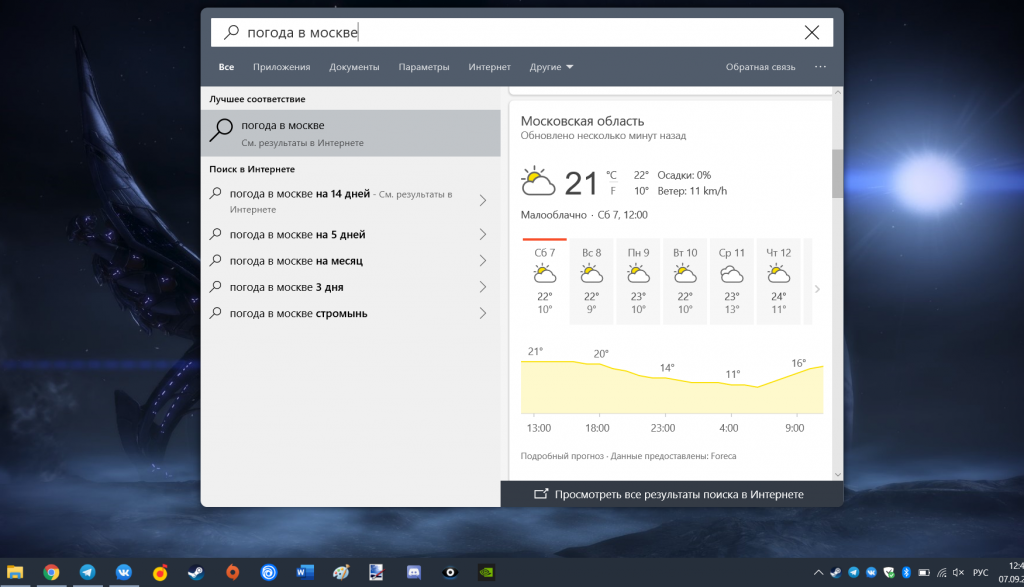 погода в москве
Все Приложения Документы Параметры Интернет Другие Обратная связь ···
Лучшее соответствие
погода в москве
См. результаты в Интернете
Поиск в Интернете
погода в москве на 14 дней - См. результаты в
Интернете
погода в москве на 5 дней
погода в москве на месяц
погода в москве 3 дня
погода в москве стромынь
Московская область
Обновлено несколько минут назад
21 °C 22° Осадки: 0%
F 10° Ветер: 11 km/h
Малооблачно · Сб 7, 12:00
Сб 7 Вс 8 Пн 9 Вт 10 Ср 11 Чт 12
22° 22° 23° 22° 23° 24°
10° 9° 10° 10° 13° 11°
21° 20° 14° 11° 16°
13:00 18:00 23:00 4:00 9:00
Подробный прогноз · Данные предоставлены: Foreca
Просмотреть все результаты поиска в Интернете
РУС
12:4
07.09.2